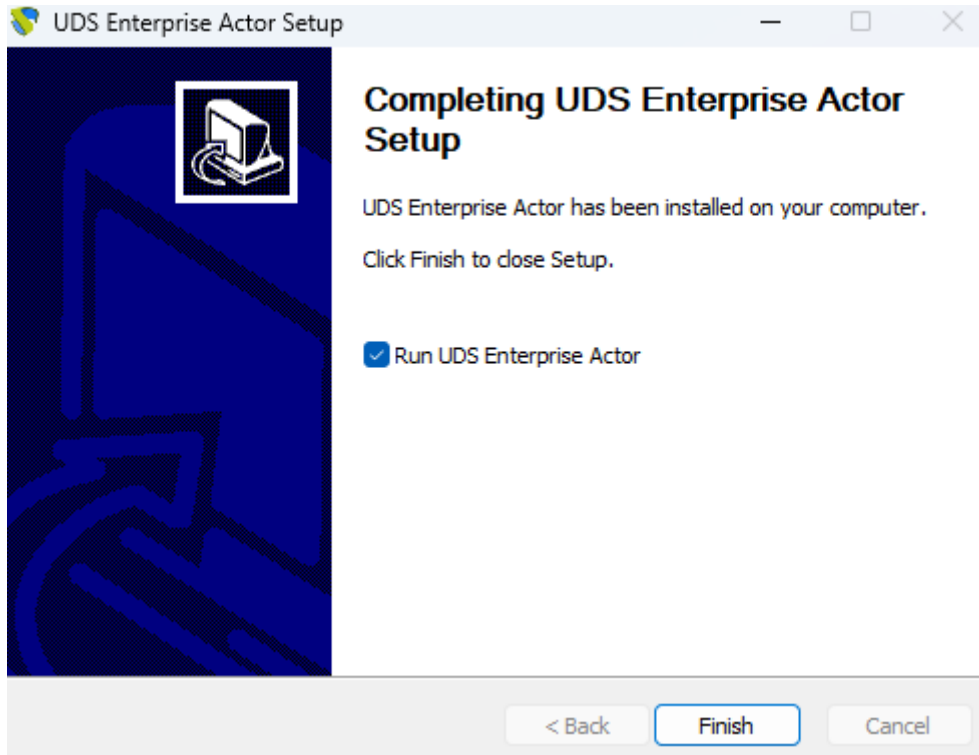 UDS Enterprise Actor Setup
Completing UDS Enterprise Actor
Setup
UDS Enterprise Actor has been installed on your computer.
Click Finish to close Setup.
Run UDS Enterprise Actor
< Back
Finish
Cancel